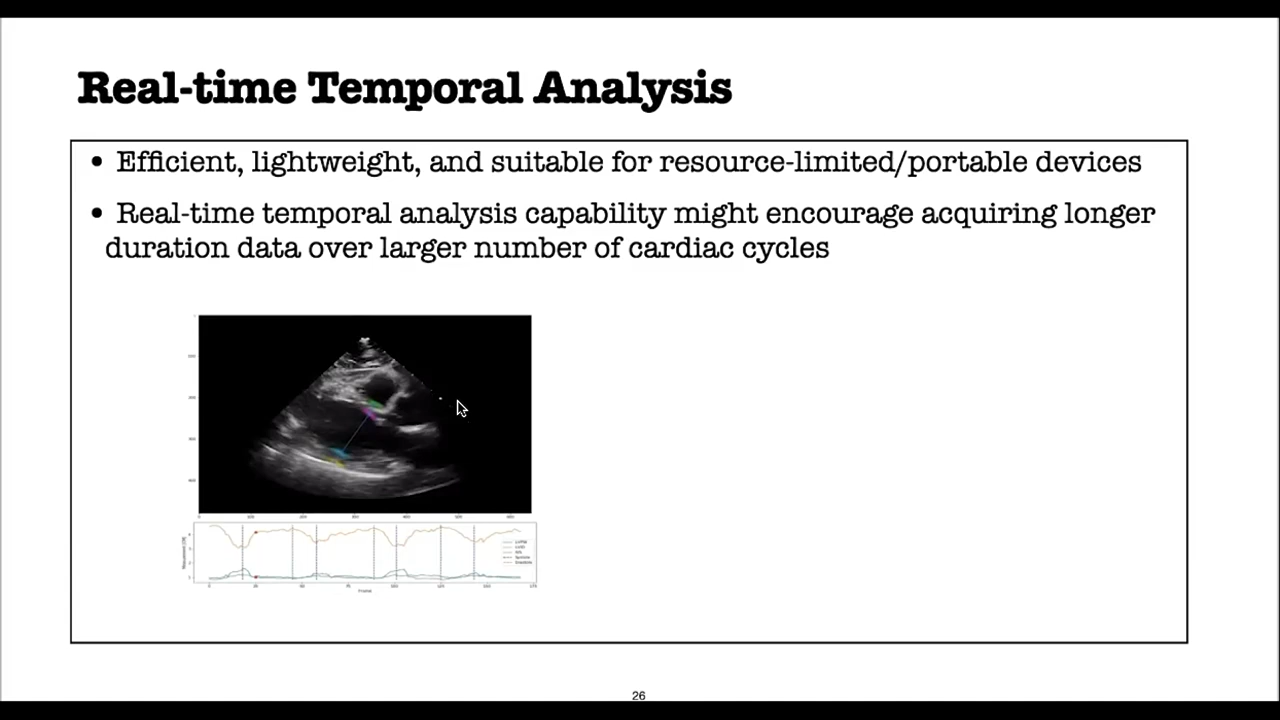 Real-time Temporal Analysis
• Efficient, lightweight, and suitable for resource-limited/portable devices
• Real-time temporal analysis capability might encourage acquiring longer
duration data over larger number of cardiac cycles
26